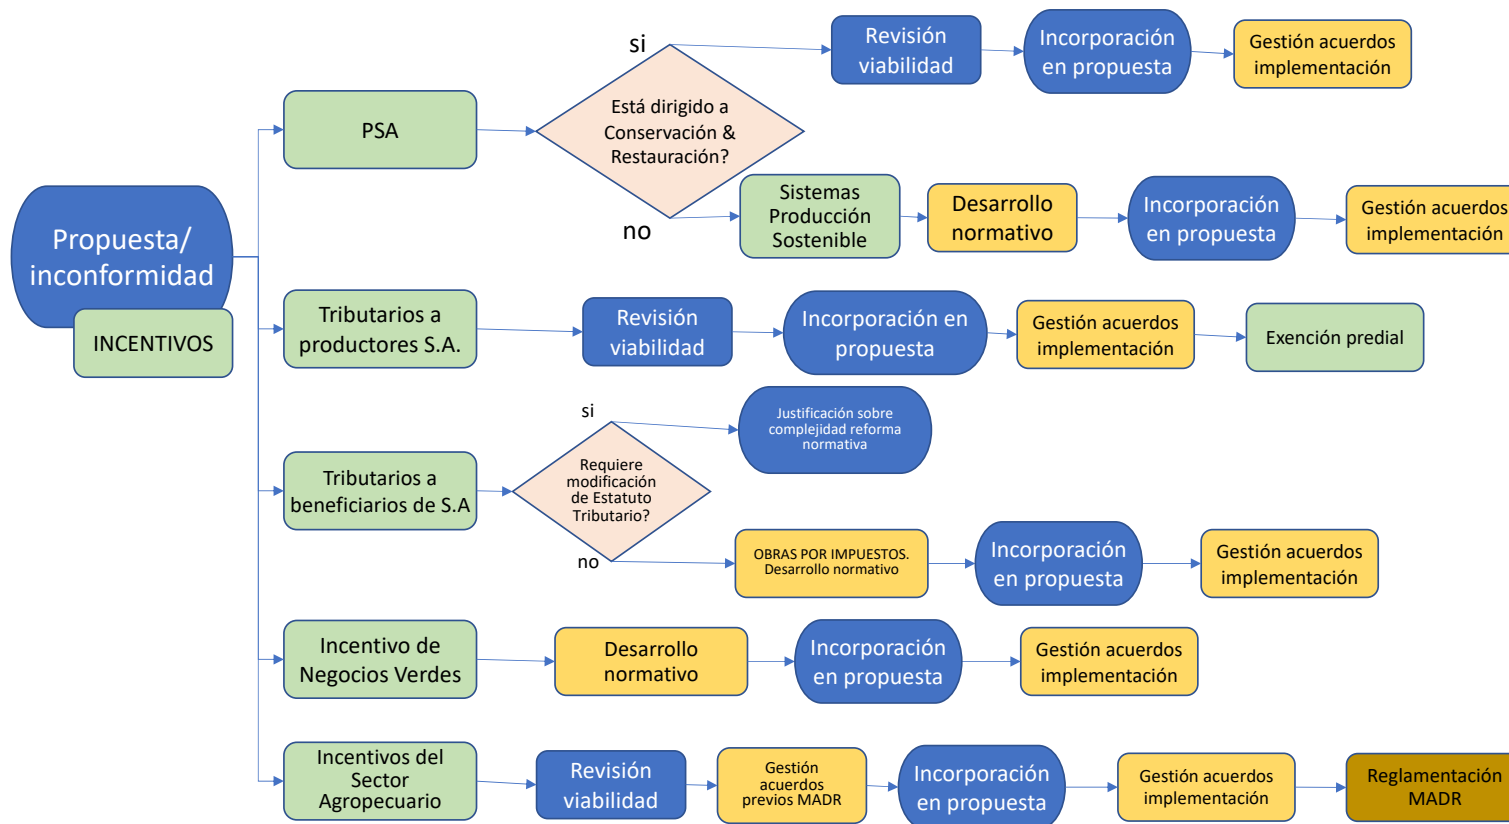 Propuesta/
inconformidad
INCENTIVOS
PSA
si
Está dirigido a
Conservación &
Restauración?
no
Revisión
viabilidad
Incorporación
en propuesta
Gestión acuerdos
implementación
Sistemas
Producción
Sostenible
Desarrollo
normativo
Incorporación
en propuesta
Gestión acuerdos
implementación
Tributarios a
productores S.A.
Revisión
viabilidad
Incorporación en
propuesta
Gestión acuerdos
implementación
Exención predial
Tributarios a
beneficiarios de S.A
si
Requiere
modificación
de Estatuto
Tributario?
no
Justificación sobre
complejidad reforma
normativa
OBRAS POR IMPUESTOS.
Desarrollo normativo
Incorporación
en propuesta
Gestión acuerdos
implementación
Incentivo de
Negocios Verdes
Desarrollo
normativo
Incorporación
en propuesta
Gestión acuerdos
implementación
Incentivos del
Sector
Agropecuario
Revisión
viabilidad
Gestión
acuerdos
previos MADR
Incorporación
en propuesta
Gestión acuerdos
implementación
Reglamentación
MADR